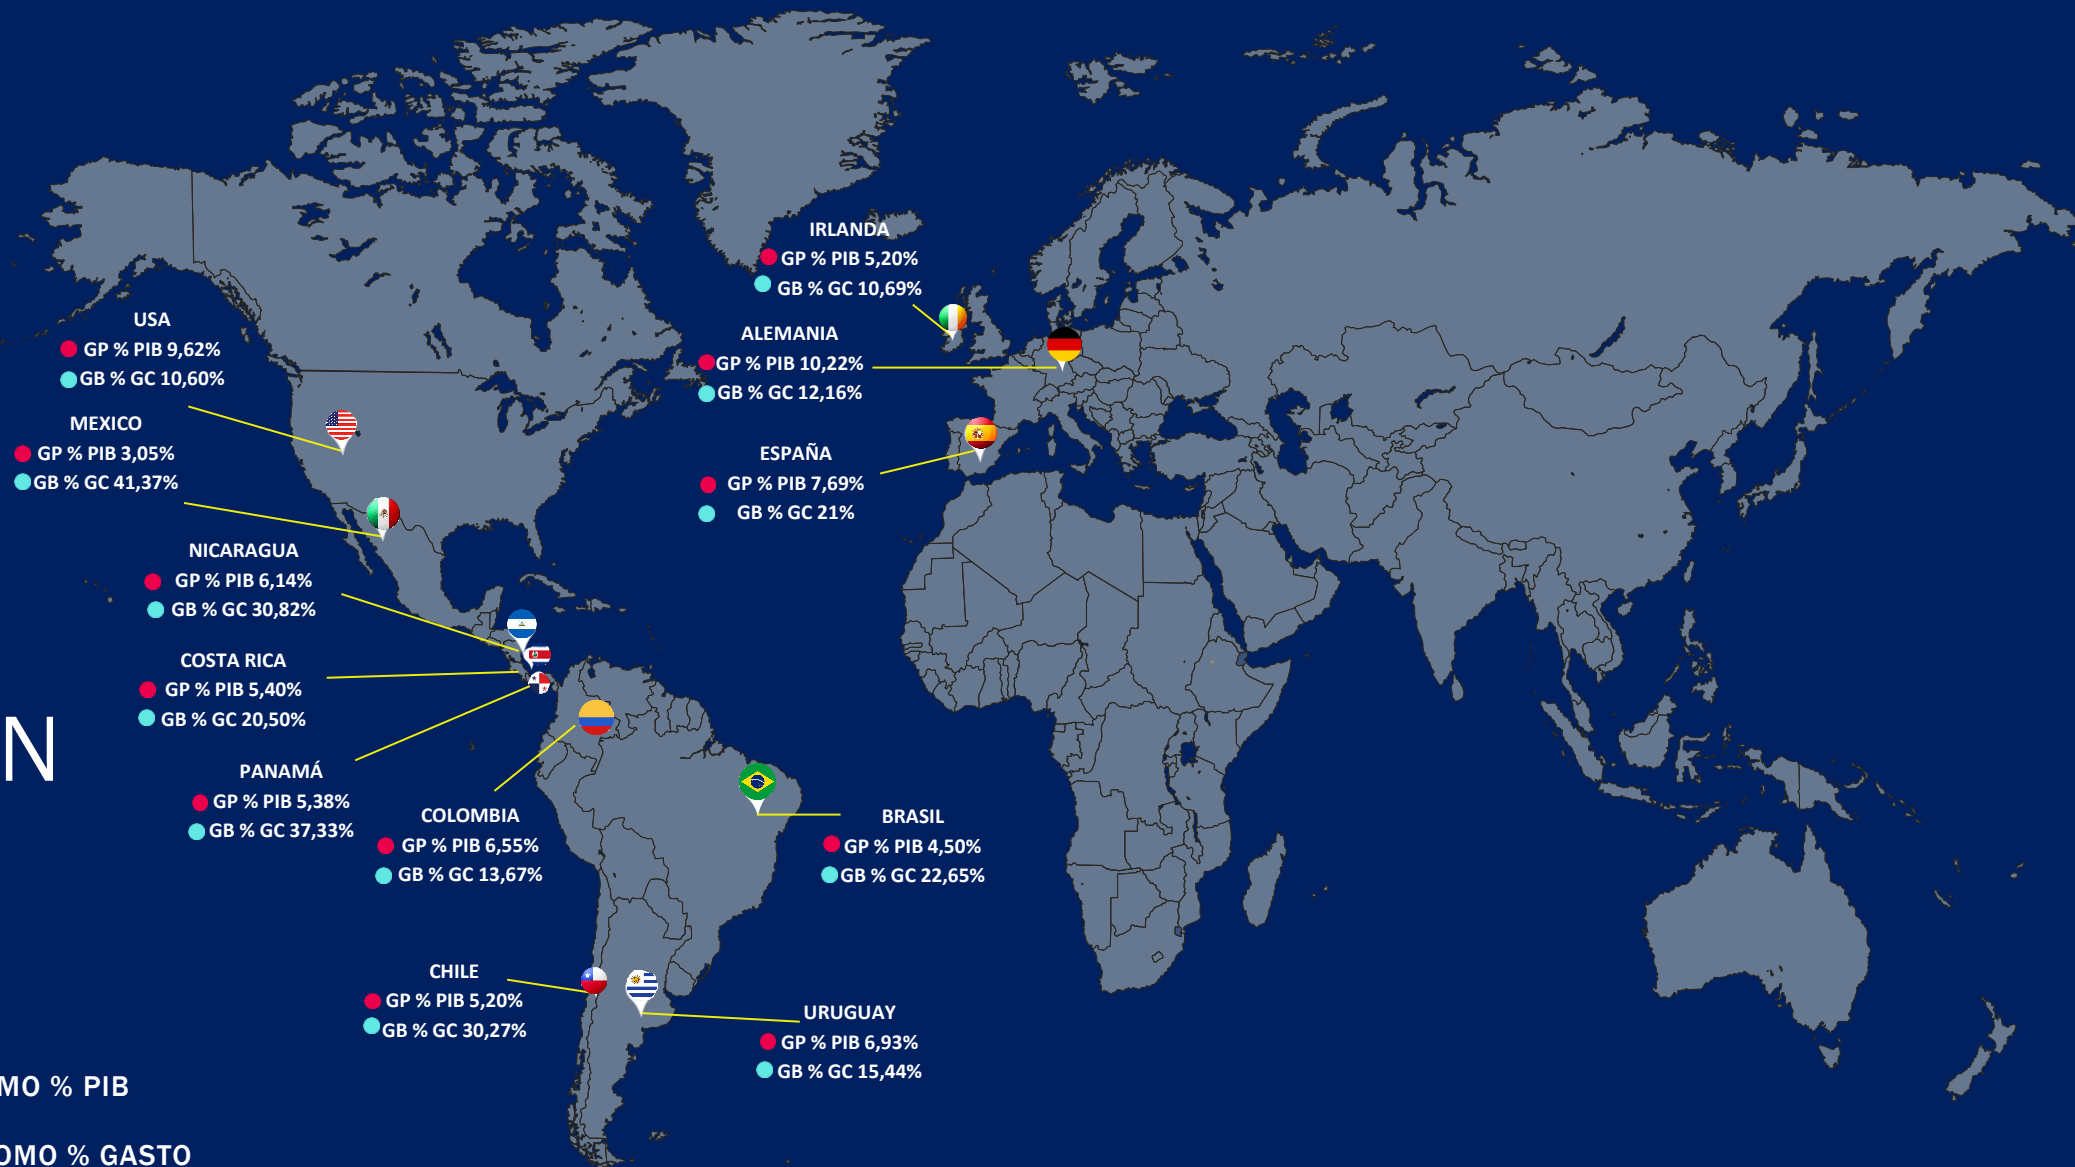 IRLANDA
GP % PIB 5,20%
GB % GC 10,69%
USA
GP % PIB 9,62%
GB % GC 10,60%
ALEMANIA
GP % PIB 10,22%
GB % GC 12,16%
MEXICO
GP % PIB 3,05%
GB % GC 41,37%
ESPAÑA
GP % PIB 7,69%
GB % GC 21%
NICARAGUA
GP % PIB 6,14%
GB % GC 30,82%
COSTA RICA
GP % PIB 5,40%
GB % GC 20,50%
N
PANAMÁ
GP % PIB 5,38%
GB % GC 37,33%
COLOMBIA
GP % PIB 6,55%
GB % GC 13,67%
BRASIL
GP % PIB 4,50%
GB % GC 22,65%
CHILE
GP % PIB 5,20%
GB % GC 30,27%
URUGUAY
GP % PIB 6,93%
GB % GC 15,44%
MO % PIB
OMO % GASTO